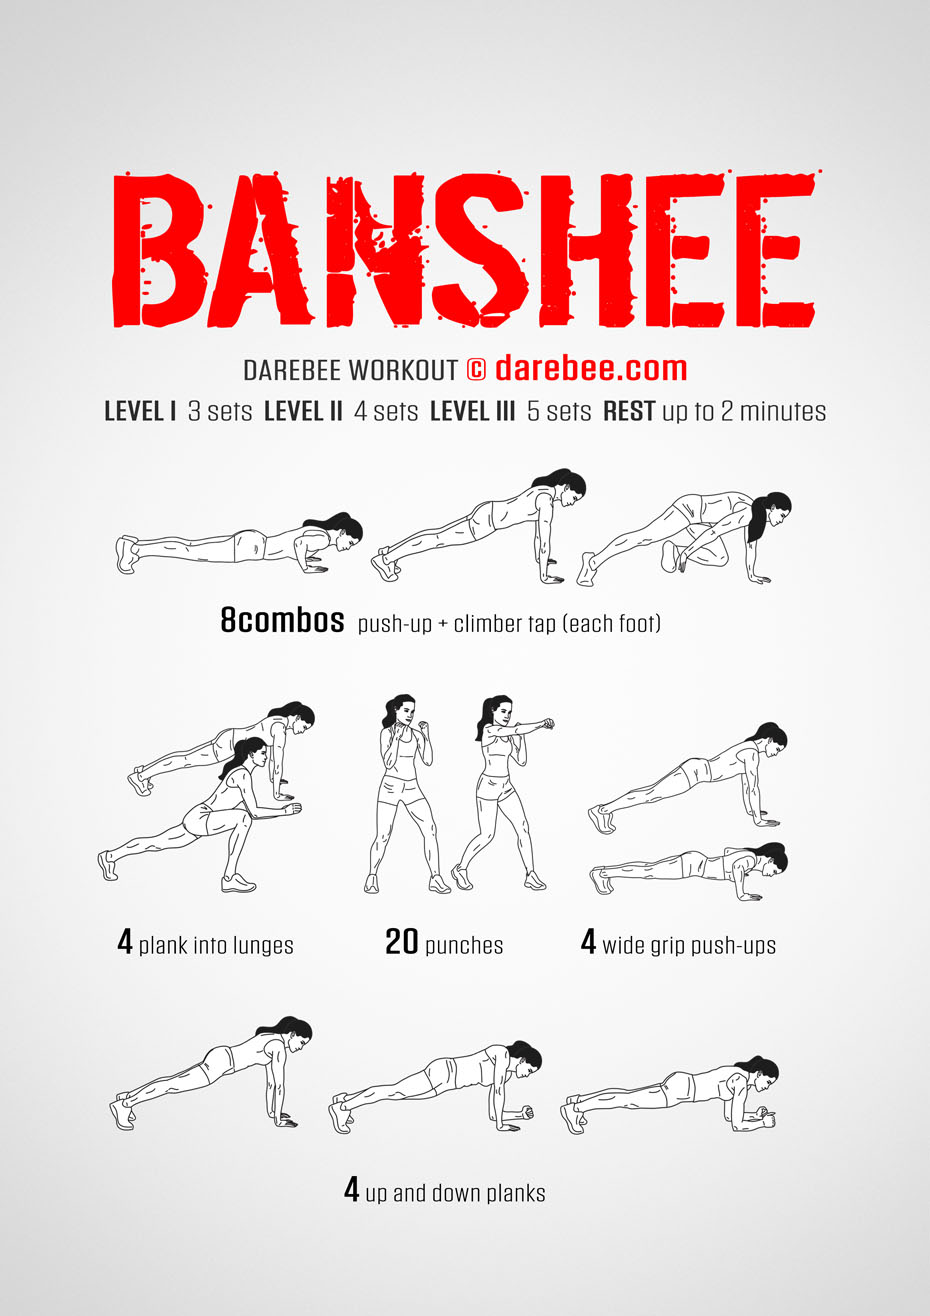 BANSHEE
DAREBEE WORKOUT © darebee.com
LEVEL I 3 sets LEVEL II 4 sets LEVEL III 5 sets REST up to 2 minutes
8combos push-up + climber tap (each foot)
4 plank into lunges
20 punches
4 wide grip push-ups
4 up and down planks